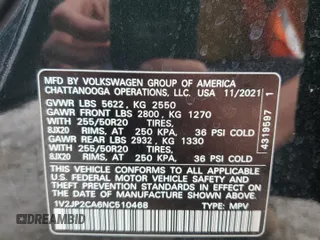 MFD BY VOLKSWAGEN GROUP OF AMERICA
CHATTANOOGA OPERATIONS, LLC. USA 11/2021
GVWR LBS 5622, KG 2550
GAWR FRONT LBS 2800, KG 1270
WITH 255/50R20 TIRES,
8JX20 RIMS, AT 250 KPA, 36 PSI COLD
GAWR REAR LBS 2932, KG 1330
WITH 255/50R20 TIRES,
8JX20 RIMS, AT 250 KPA, 36 PSI COLD
THIS VEHICLE CONFORMS TO ALL APPLICABLE
FEDERAL MOTOR VEHICLE SAFETY, BUMPER, AND
THEFT PREVENTION STANDARDS IN EFFECT ON THE
DATE OF MANUFACTURE SHOWN ABOVE.
1V2JP2CA6NC510468 TYPE: MPV
4319597 1